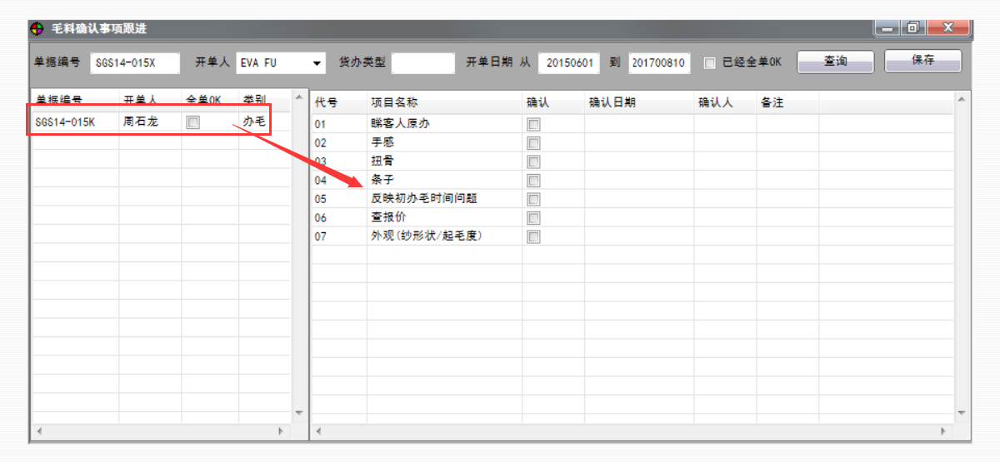 毛料确认事项跟进
单据编号 SGS14-015X 开单人 EVA FU 货办类型 开单日期 从 20150601 到 201700810 已经全单OK 查询 保存
单据编号 开单人 全单OK 类别
SGS14-015K 周石龙 办毛
代号 项目名称 确认 确认日期 确认人 备注
01 睇客人原办
02 手感
03 扭骨
04 条子
05 反映初办毛时间问题
06 查报价
07 外观(纱形状/起毛度)